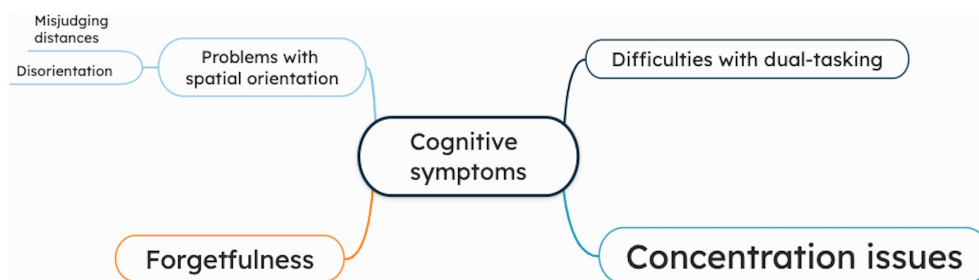 Misjudging
distances
Disorientation
Problems with
spatial orientation
Difficulties with dual-tasking
Cognitive
symptoms
Forgetfulness
Concentration issues